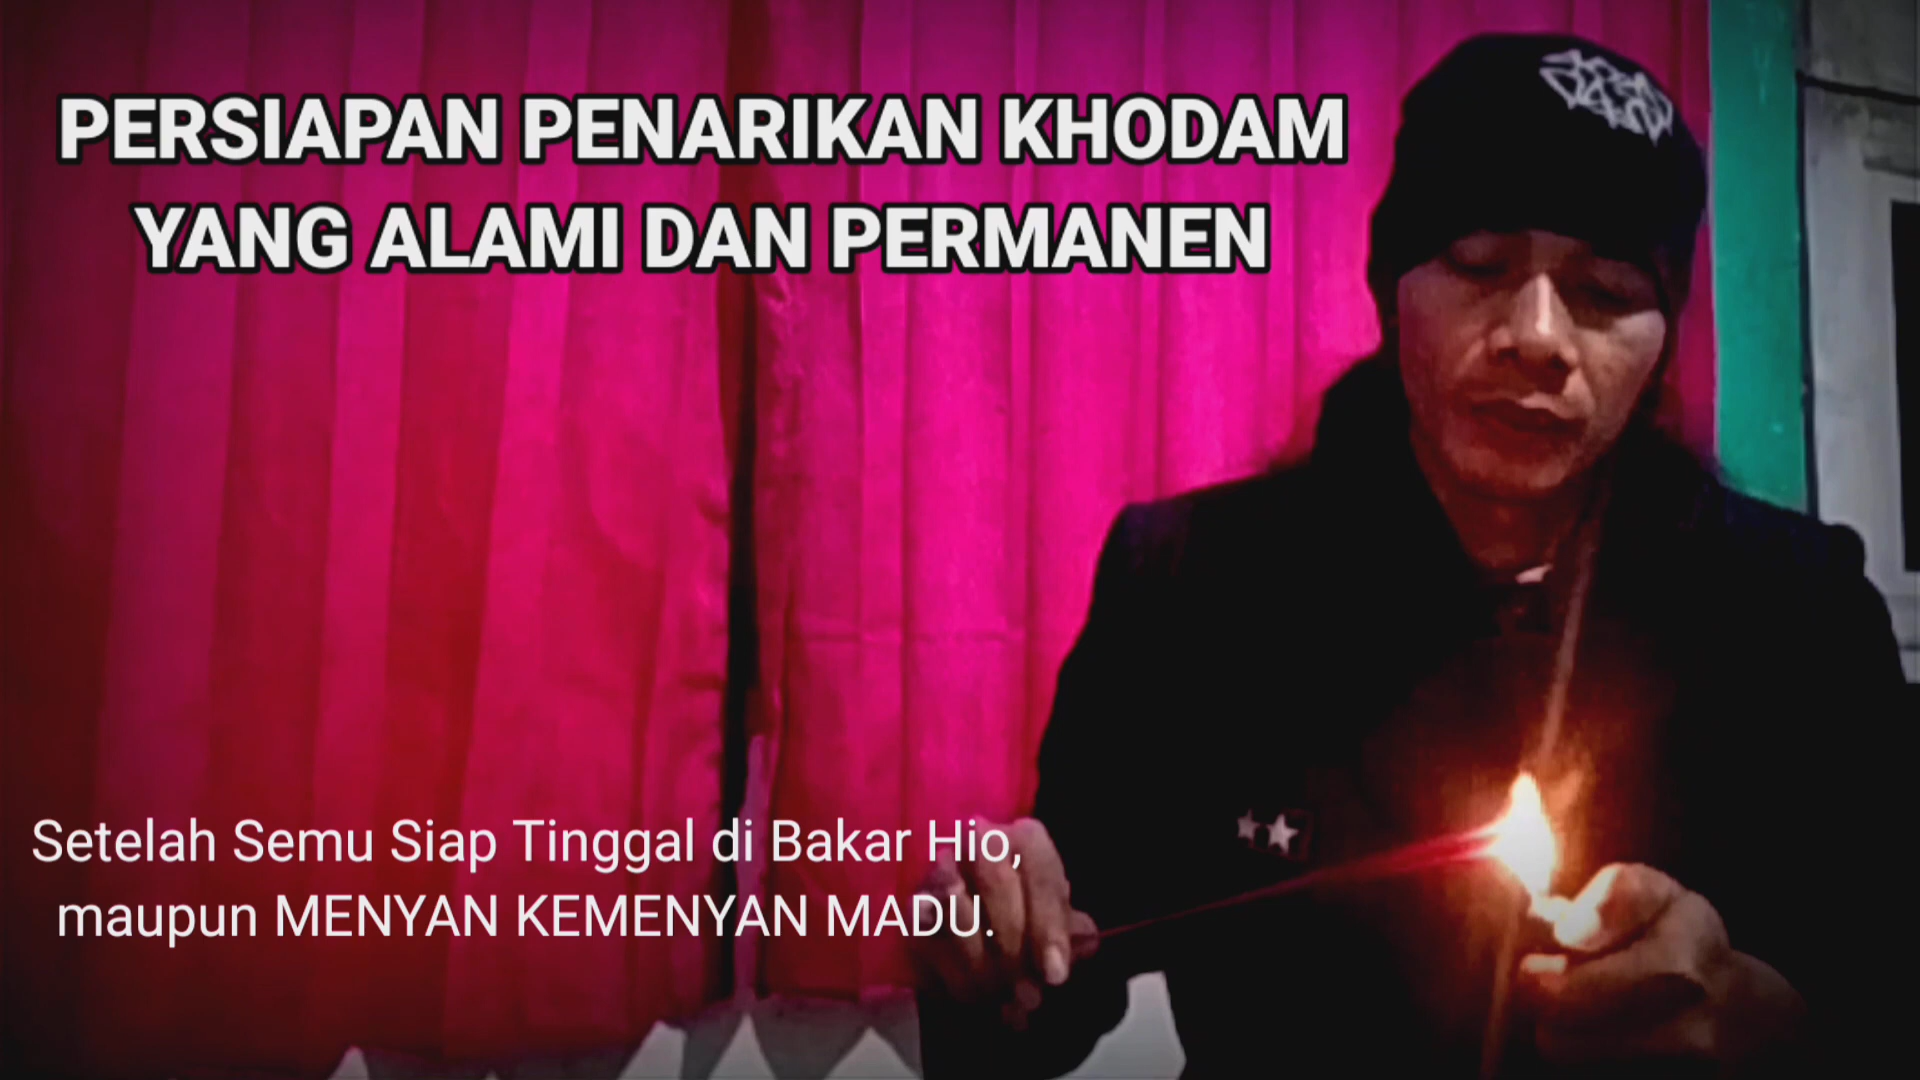 PERSIAPAN PENARIKAN KHODAM
YANG ALAMI DAN PERMANEN
Setelah Semu Siap Tinggal di Bakar Hio,
maupun MENYAN KEMENYAN MADU.